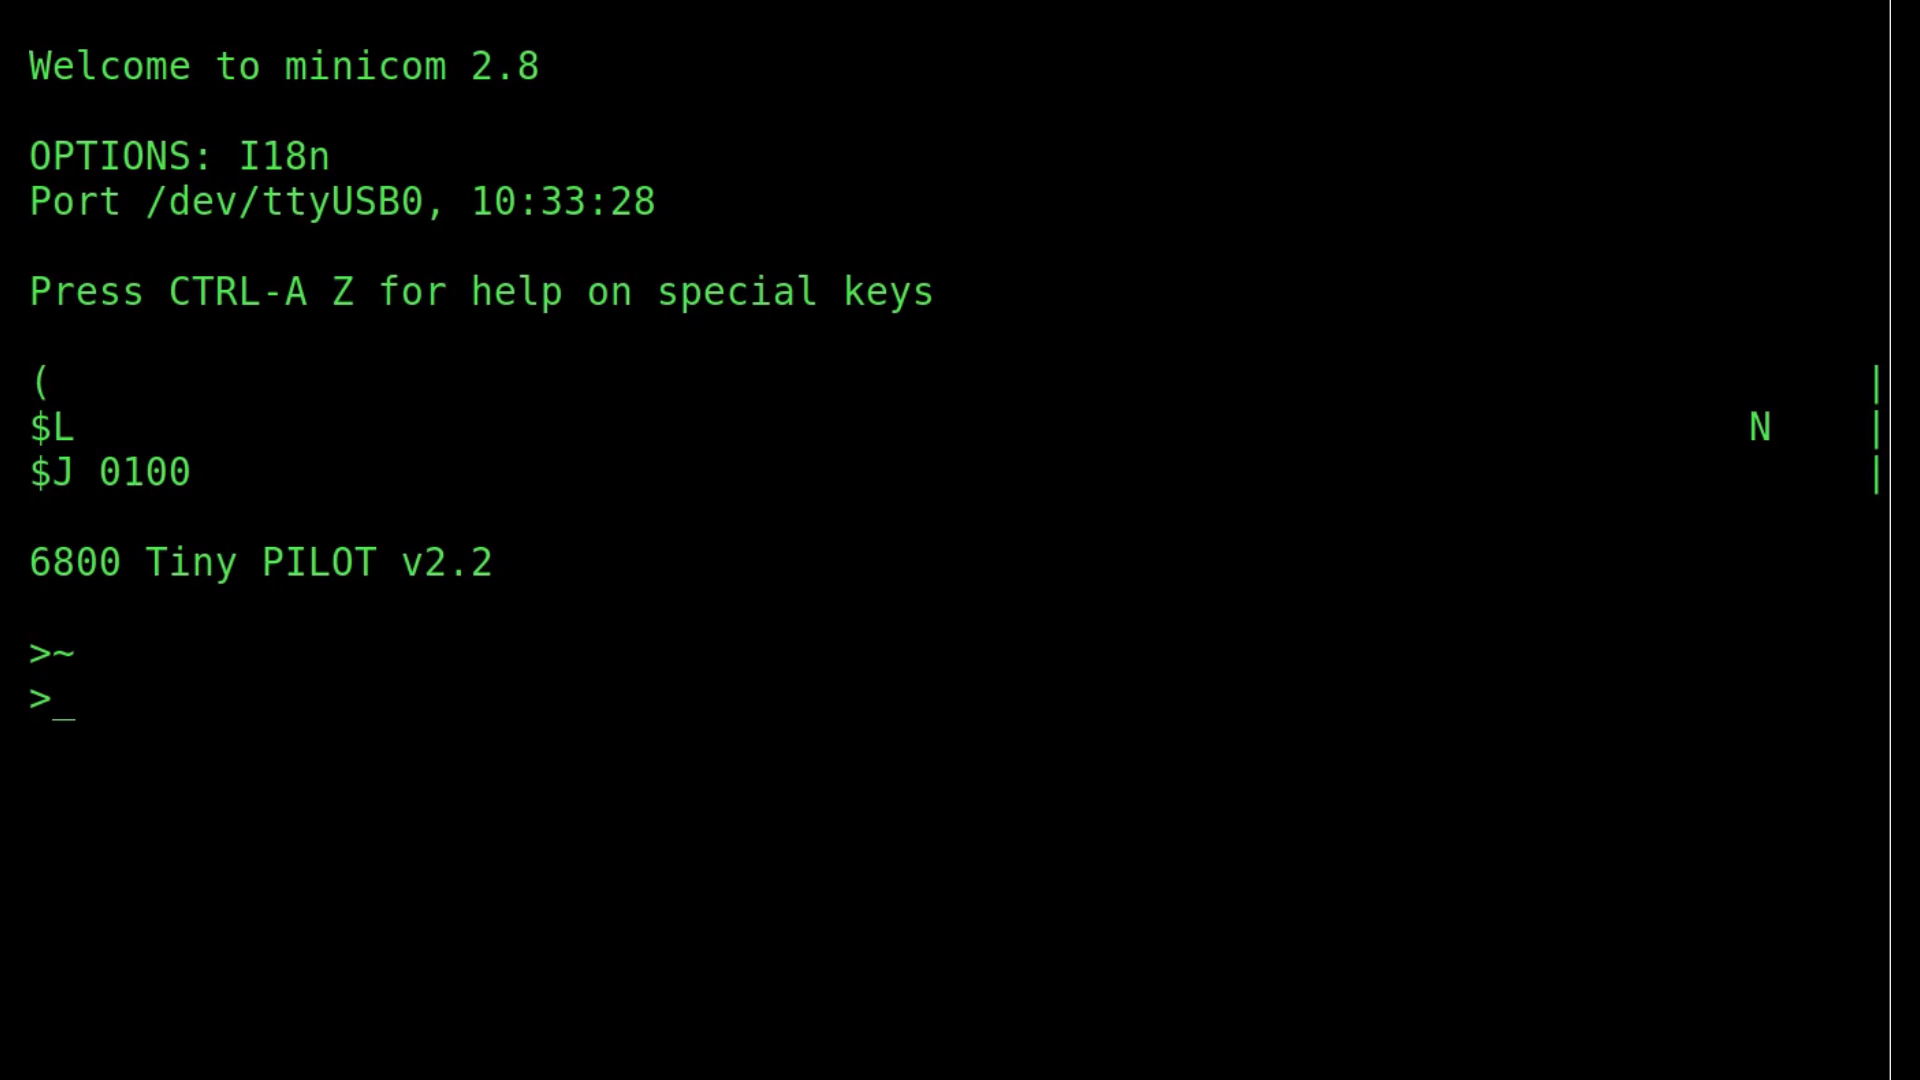 Welcome to minicom 2.8
OPTIONS: I18n
Port /dev/ttyUSB0, 10:33:28
Press CTRL-A Z for help on special keys
( |
$L N |
$J 0100 |
6800 Tiny PILOT v2.2
>~
>_